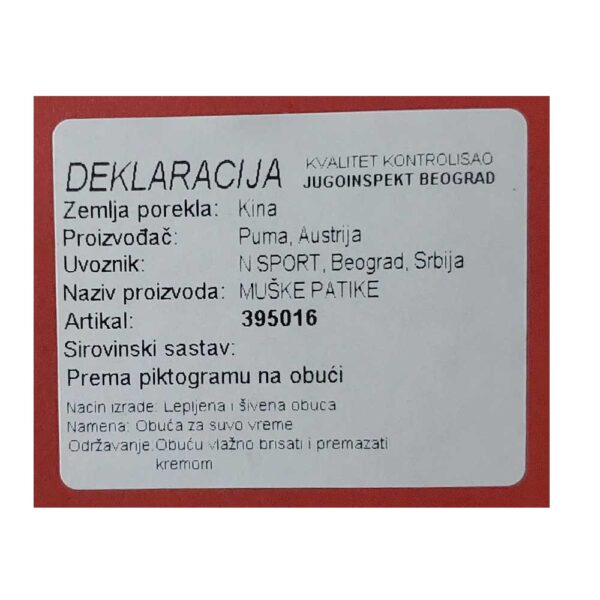 DEKLARACIJA
KVALITET KONTROLISAO
JUGOINSPEKT BEOGRAD
Zemlja porekla: Kina
Proizvođač: Puma, Austrija
Uvoznik: N SPORT, Beograd, Srbija
Naziv proizvoda: MUŠKE PATIKE
Artikal: 395016
Sirovinski sastav:
Prema piktogramu na obući
Nacin izrade: Lepljena i šivena obuca
Namena: Obuća za suvo vreme
Održavanje: Obuću vlažno brisati i premazati
kremom